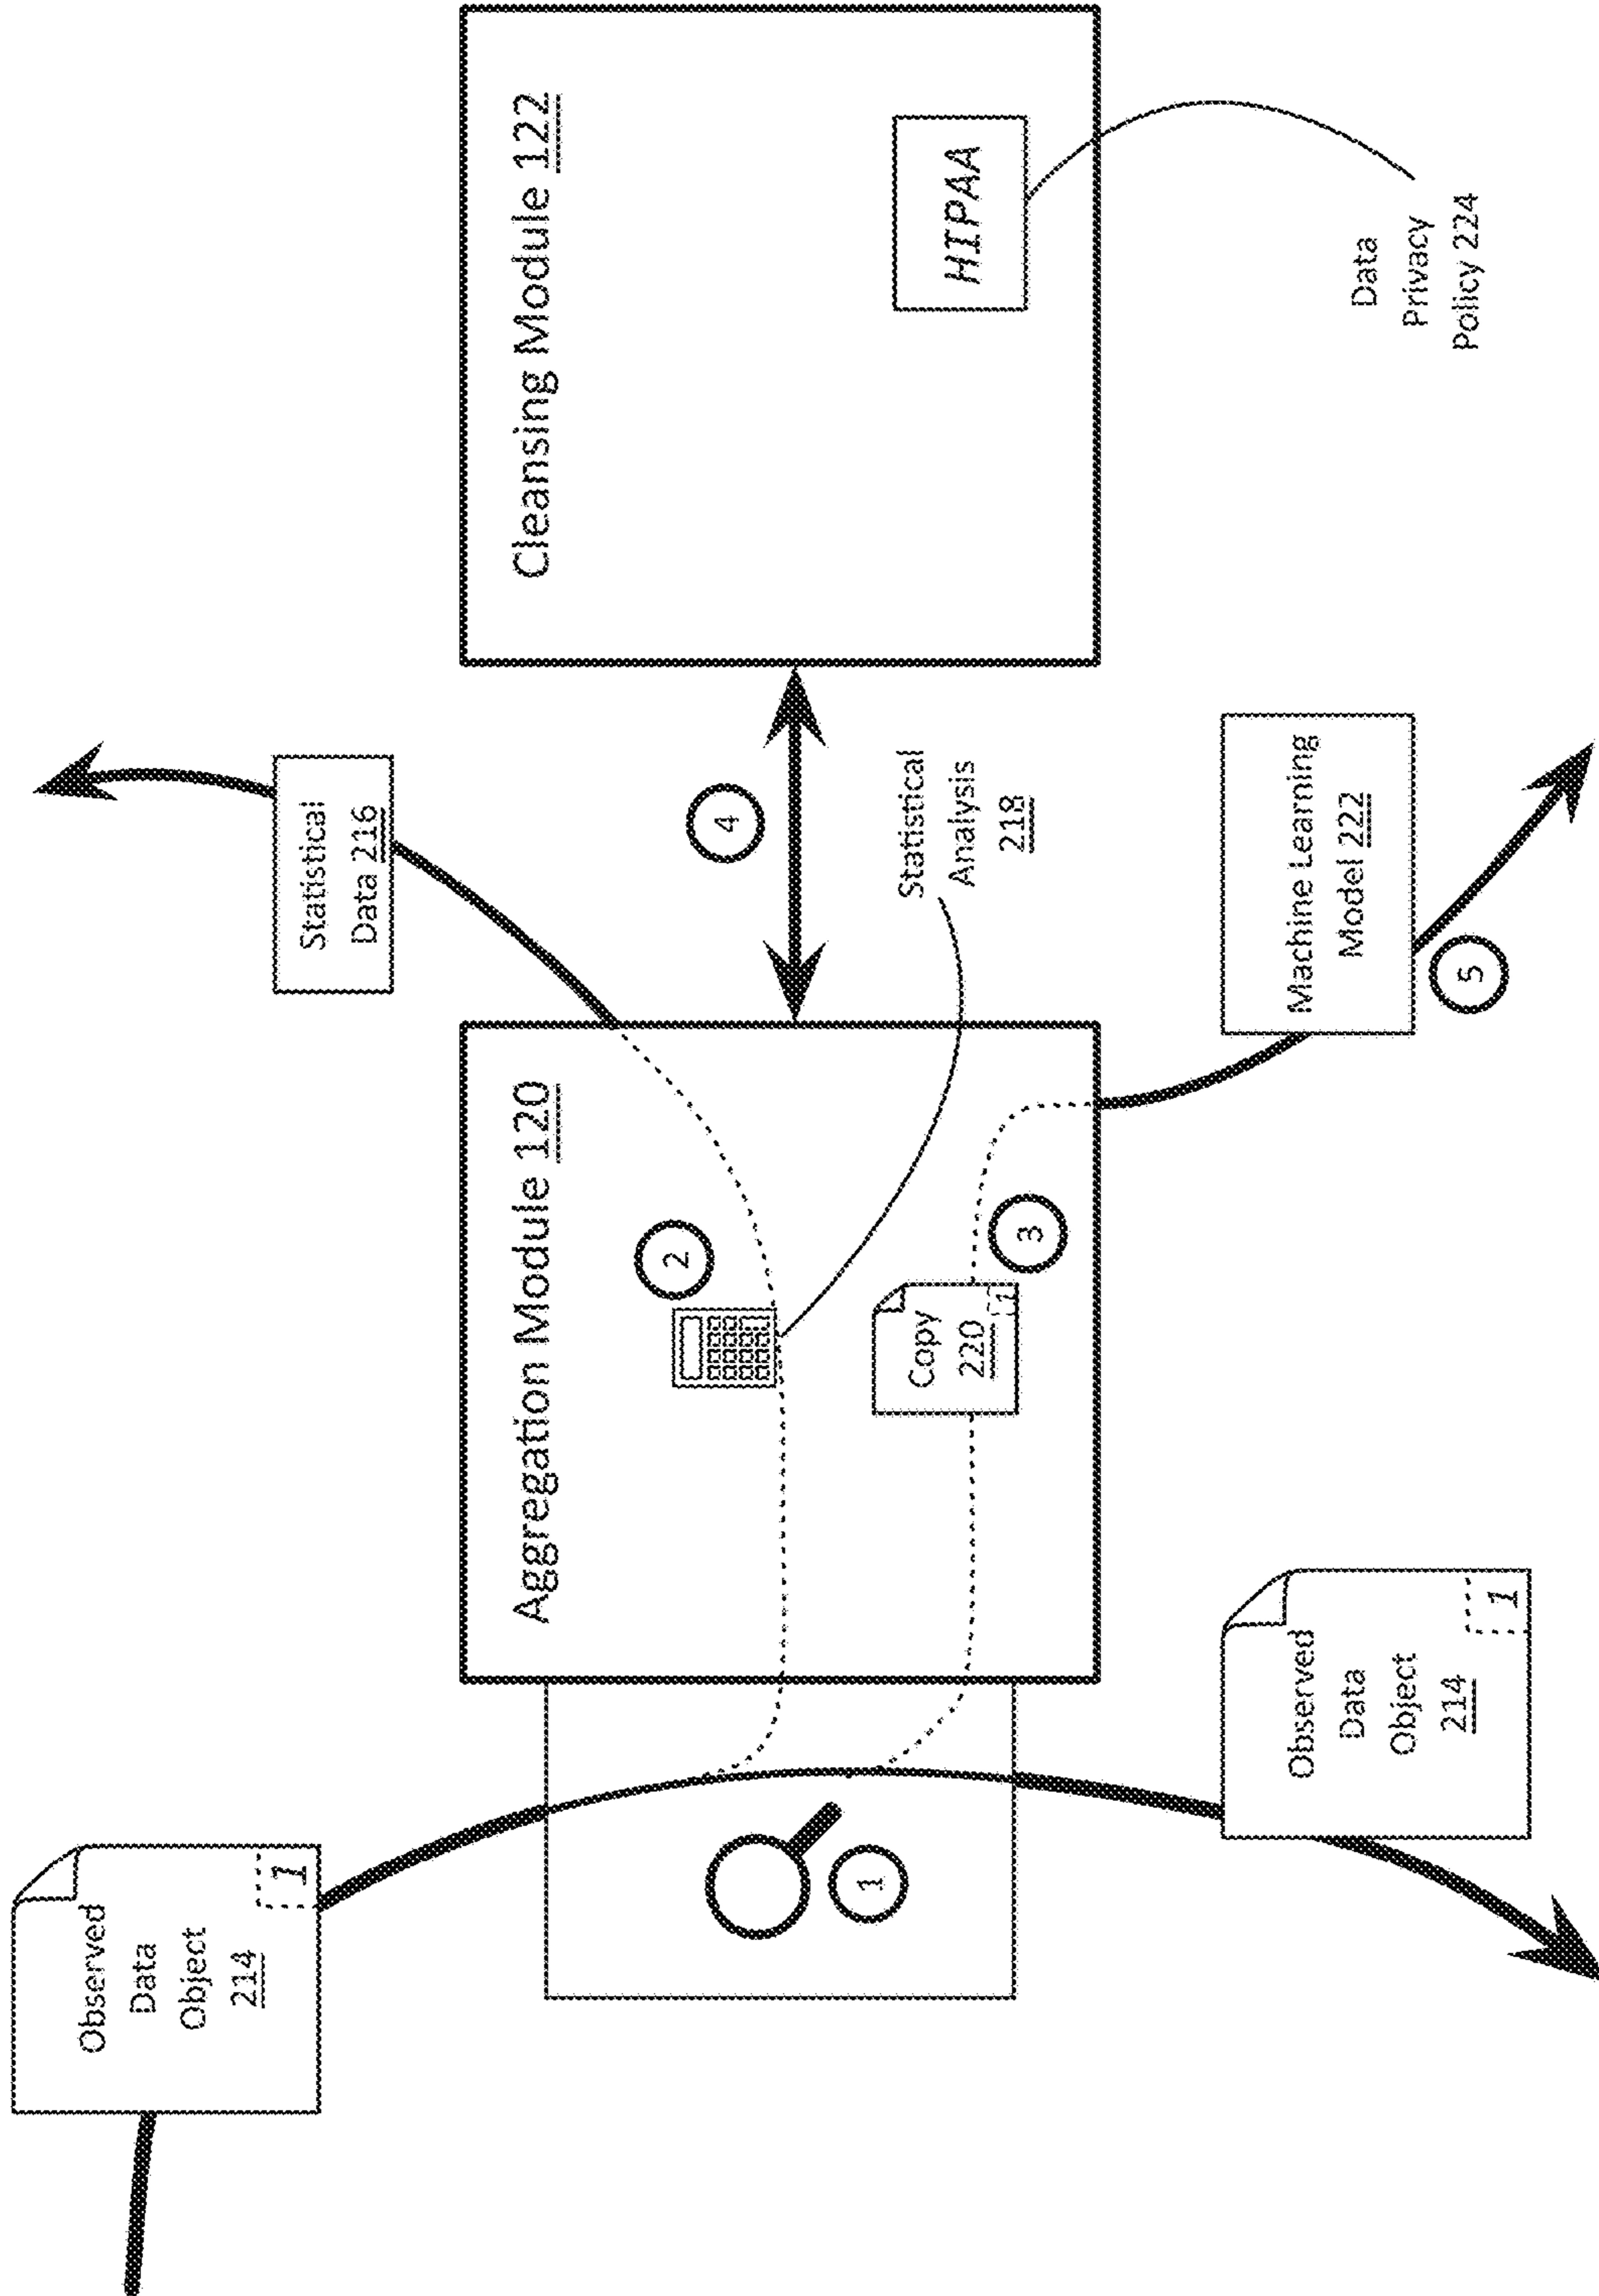 Observed
Data
Object
214
1
Statistical
Data 216
Aggregation Module 120
Cleansing Module 122
1
2
4
Copy
220
1
3
Statistical
Analysis
218
HIPAA
Observed
Data
Object
214
1
Machine Learning
Model 222
5
Data
Privacy
Policy 224